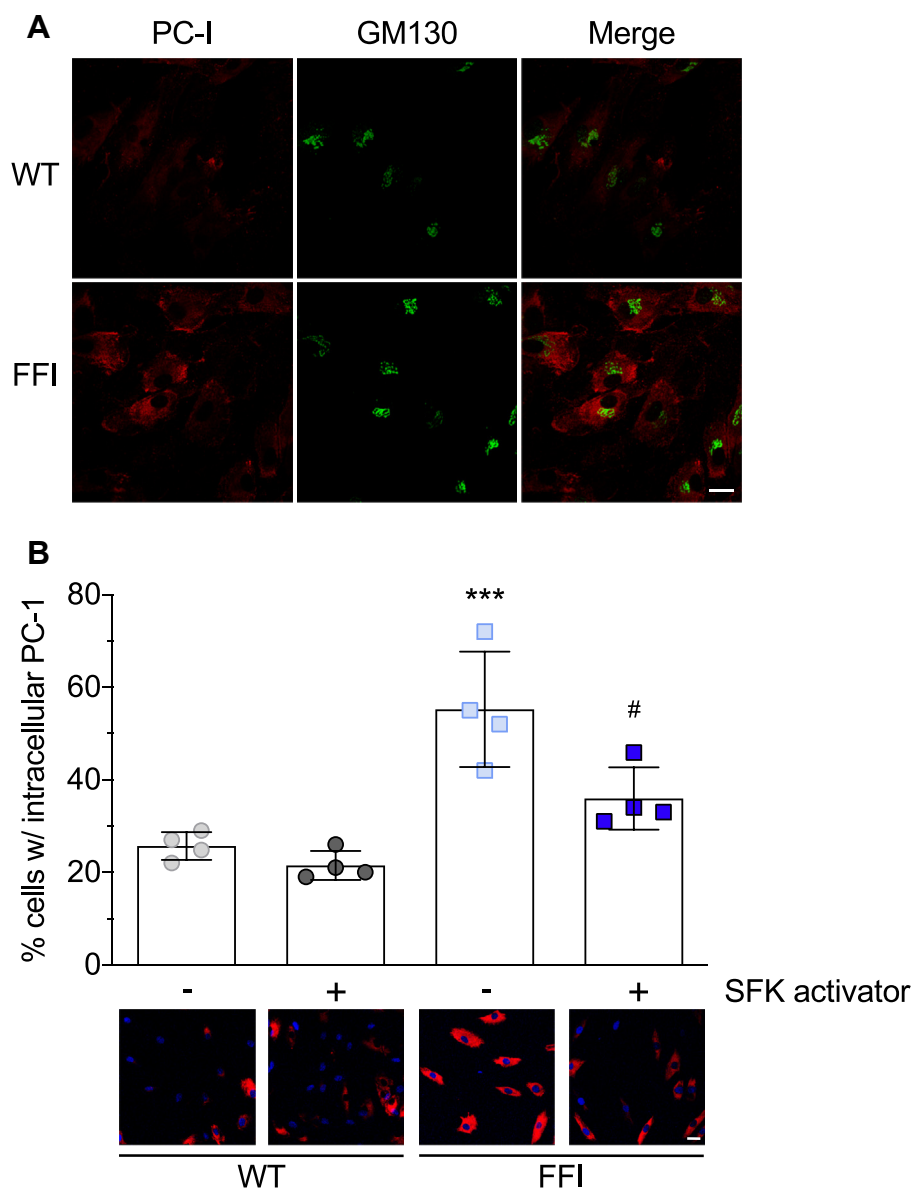 A
PC-I GM130 Merge
WT
FFI
B
% cells w/ intracellular PC-1
80
60
40
20
0
***
#
- + - + SFK activator
WT FFI